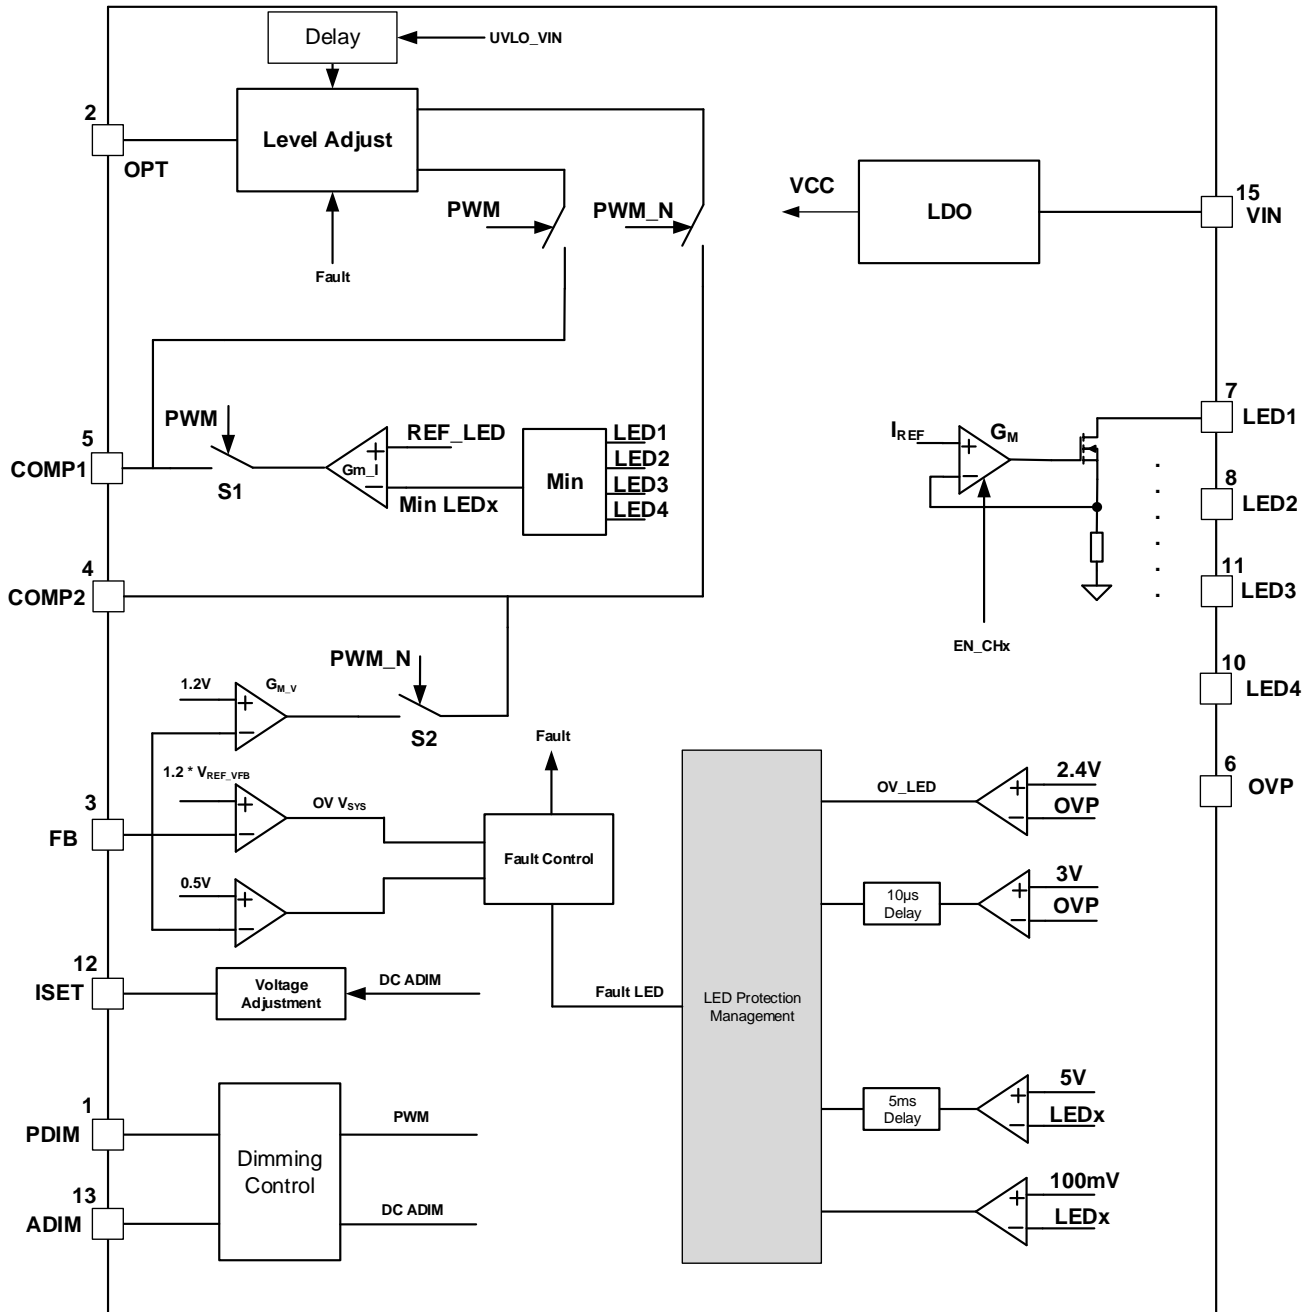 Delay
UVLO_VIN
2
OPT
Level Adjust
Fault
PWM
PWM_N
VCC
LDO
15
VIN
PWM
5
COMP1
S1
Gm_I
+
−
REF_LED
Min LEDx
Min
LED1
LED2
LED3
LED4
IREF
+
−
GM
EN_CHx
7
LED1
8
LED2
11
LED3
10
LED4
6
OVP
4
COMP2
PWM_N
S2
1.2V
+
−
GM_V
1.2 * VREF_VFB
+
−
OV VSYS
3
FB
0.5V
+
−
Fault
Fault Control
Fault LED
12
ISET
Voltage
Adjustment
DC ADIM
1
PDIM
13
ADIM
Dimming
Control
PWM
DC ADIM
LED Protection
Management
OV_LED
+
−
2.4V
OVP
10µs
Delay
+
−
3V
OVP
5ms
Delay
+
−
5V
LEDx
+
−
100mV
LEDx